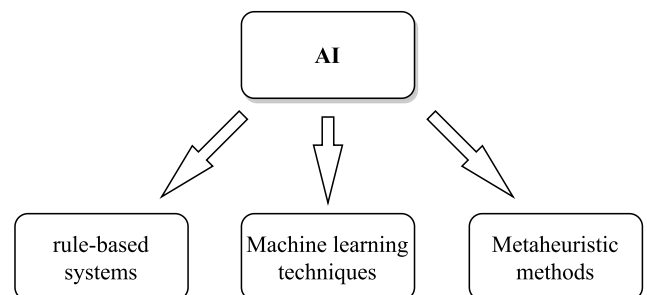 AI
rule-based
systems
Machine learning
techniques
Metaheuristic
methods